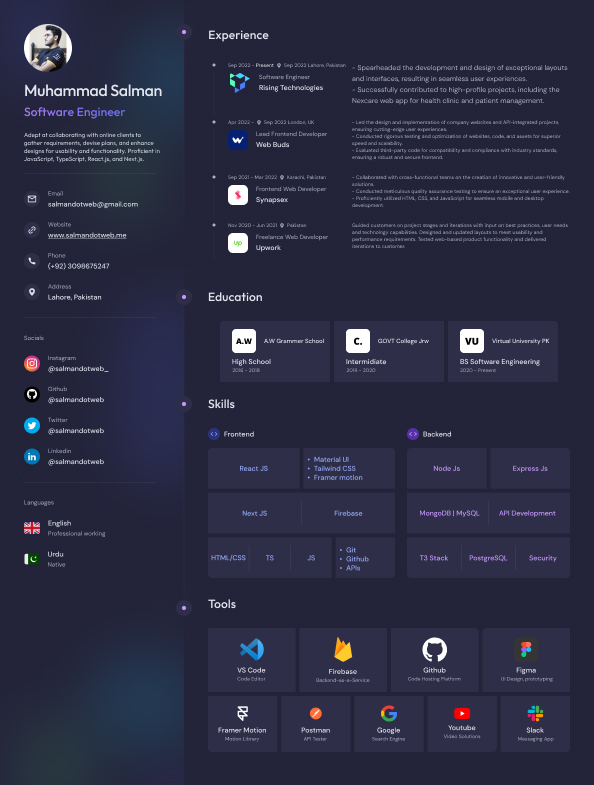 Muhammad Salman
Software Engineer
Adept at collaborating with online clients to
gather requirements, devise plans, and enhance
designs for usability and functionality. Proficient in
JavaScript, TypeScript, React.js, and Next.js.
Email
salmandotweb@gmail.com
Website
www.salmandotweb.me
Phone
(+92) 3098675247
Address
Lahore, Pakistan
Socials
Instagram
@salmandotweb_
Github
@salmandotweb
Twitter
@salmandotweb
Linkedin
@salmandotweb
Languages
English
Professional working
Urdu
Native
Experience
Sep 2022 - Present Sep 2022 Lahore, Pakistan
Software Engineer
Rising Technologies
- Spearheaded the development and design of exceptional layouts
and interfaces, resulting in seamless user experiences.
- Successfully contributed to high-profile projects, including the
Nexcare web app for health clinic and patient management.
Apr 2022 - Sep 2022 London, UK
W
Lead Frontend Developer
Web Buds
- Led the design and implementation of company websites and API-integrated projects,
ensuring cutting-edge user experiences.
- Conducted rigorous testing and optimization of websites, code, and assets for superior
speed and scalability.
- Evaluated third-party code for compatibility and compliance with industry standards,
ensuring a robust and secure frontend.
Sep 2021 - Mar 2022 Karachi, Pakistan
Frontend Web Developer
Synapsex
- Collaborated with cross-functional teams on the creation of innovative and user-friendly
solutions.
- Conducted meticulous quality assurance testing to ensure an exceptional user experience.
- Proficiently utilized HTML, CSS, and JavaScript for seamless mobile and desktop
development.
Nov 2020 - Jun 2021 Pakistan
up
Freelance Web Developer
Upwork
Guided customers on project stages and iterations with input on best practices, user needs
and technology capabilities. Designed and updated layouts to meet usability and
performance requirements. Tested web-based product functionality and delivered
iterations to customers
Education
A.W
A.W Grammer School
High School
2016 - 2018
C.
GOVT College Jrw
Intermidiate
2018 - 2020
VU
Virtual University PK
BS Software Engineering
2020 - Present
Skills
Frontend
React JS
• Material UI
• Tailwind CSS
• Framer motion
Next JS
Firebase
HTML/CSS
TS
JS
• Git
• Github
• APIs
Backend
Node Js
Express Js
MongoDB | MySQL
API Development
T3 Stack
PostgreSQL
Security
Tools
VS Code
Code Editor
Firebase
Backend-as-a-Service
Github
Code Hosting Platform
Figma
UI Design, prototyping
Framer Motion
Motion Library
Postman
API Tester
Google
Search Engine
Youtube
Video Solutions
Slack
Messaging App